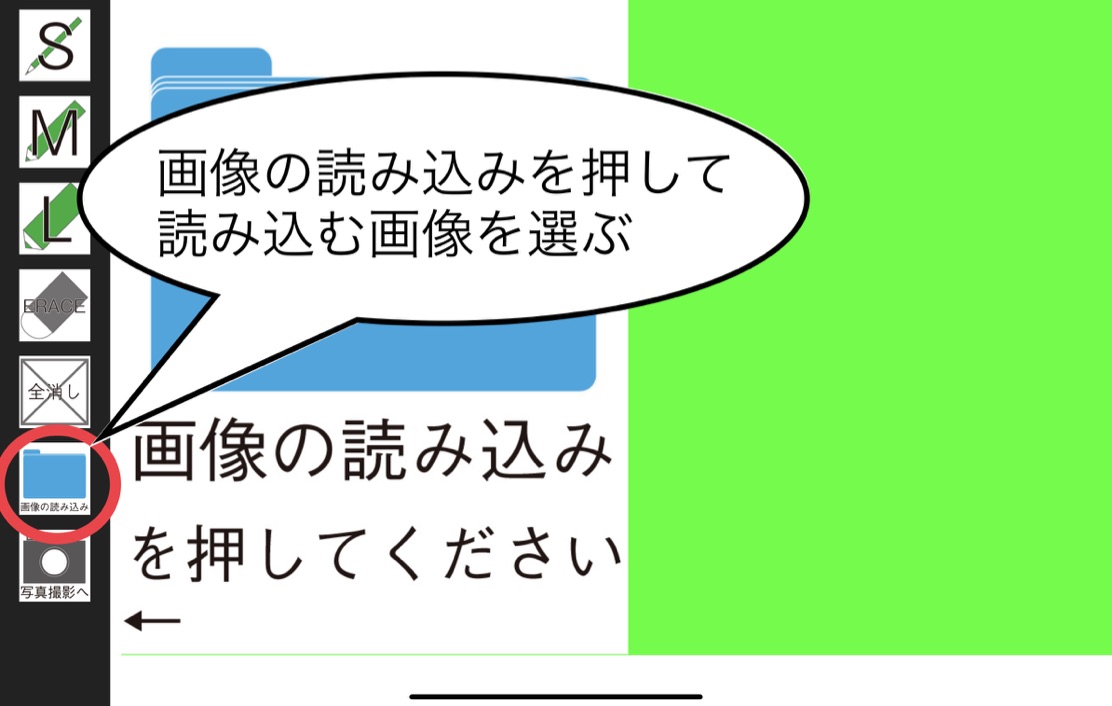 S
M
L
ERACE
全消し
画像の読み込み
写真撮影へ
画像の読み込みを押して
読み込む画像を選ぶ
画像の読み込み
を押してください
←